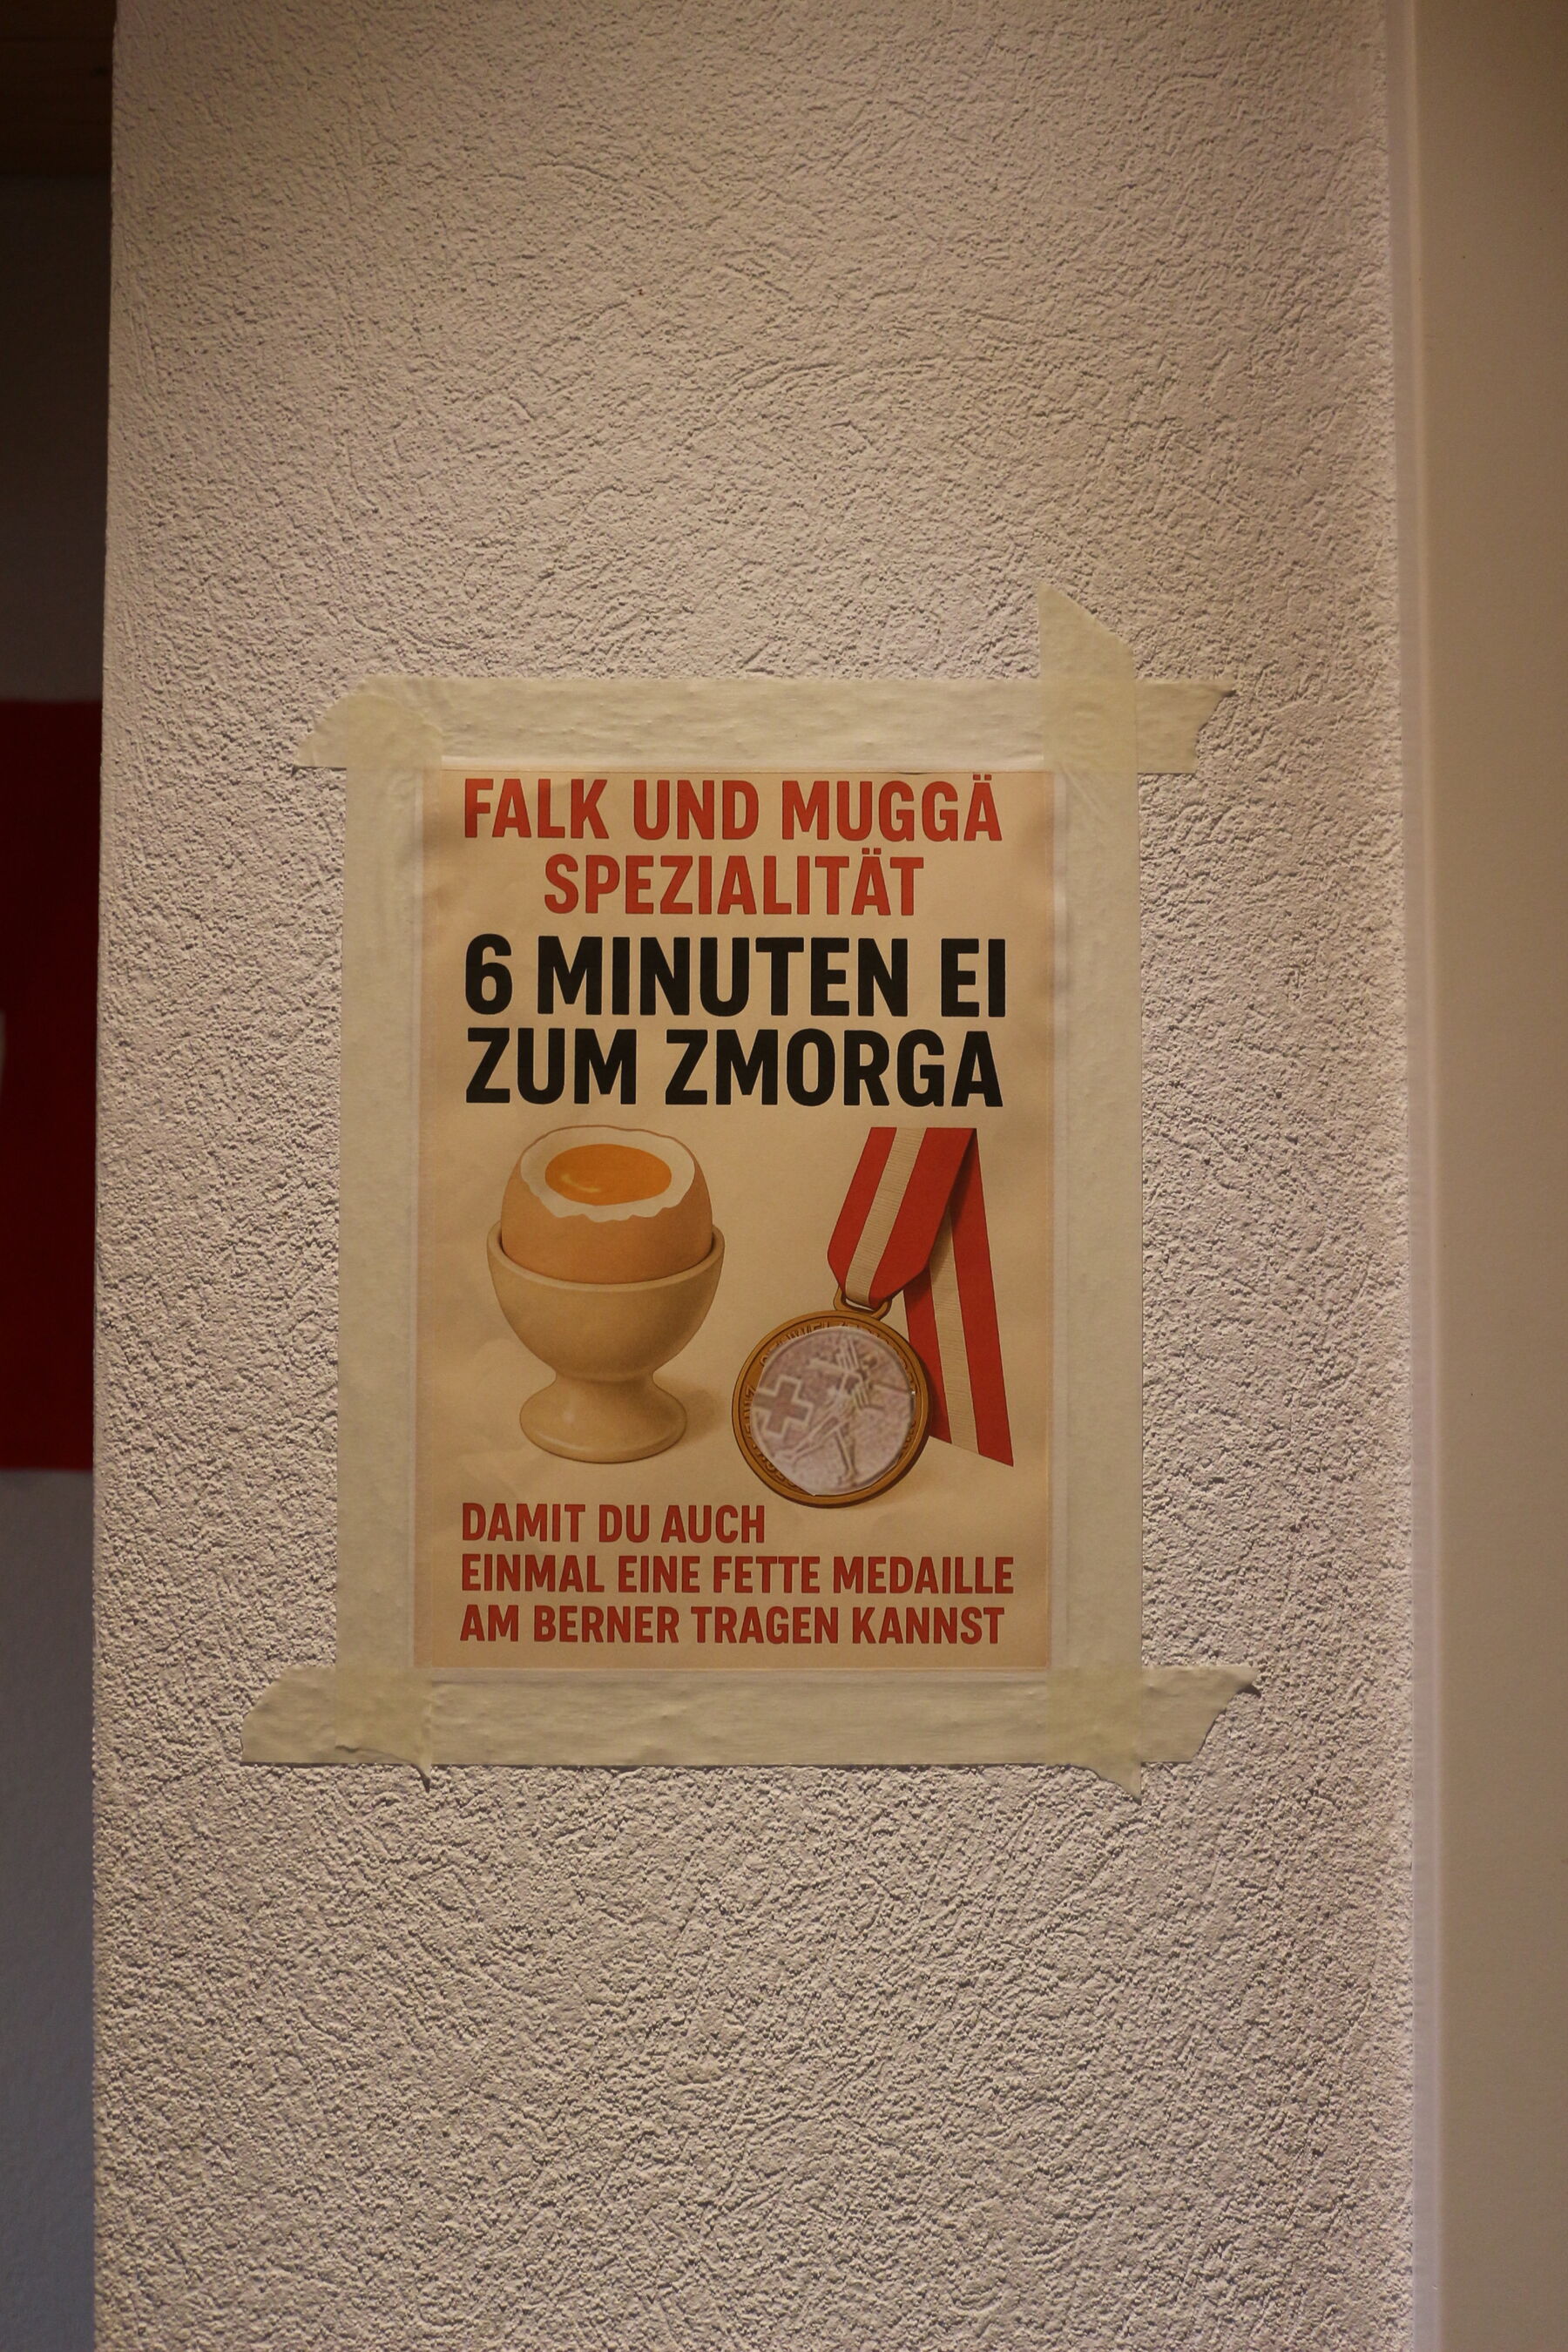 FALK UND MUGGÄ
SPEZIALITÄT
6 MINUTEN EI
ZUM ZMORGA
DAMIT DU AUCH
EINMAL EINE FETTE MEDAILLE
AM BERNER TRAGEN KANNST